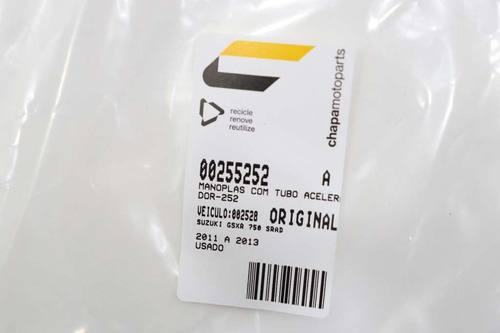 recicle
renove
reutilize
chapamotoparts
00255252 A
MANOPLAS COM TUBO ACELER
DOR-252
VEICULO:002528 ORIGINAL
SUZUKI GSXR 750 SRAD
2011 A 2013
USADO